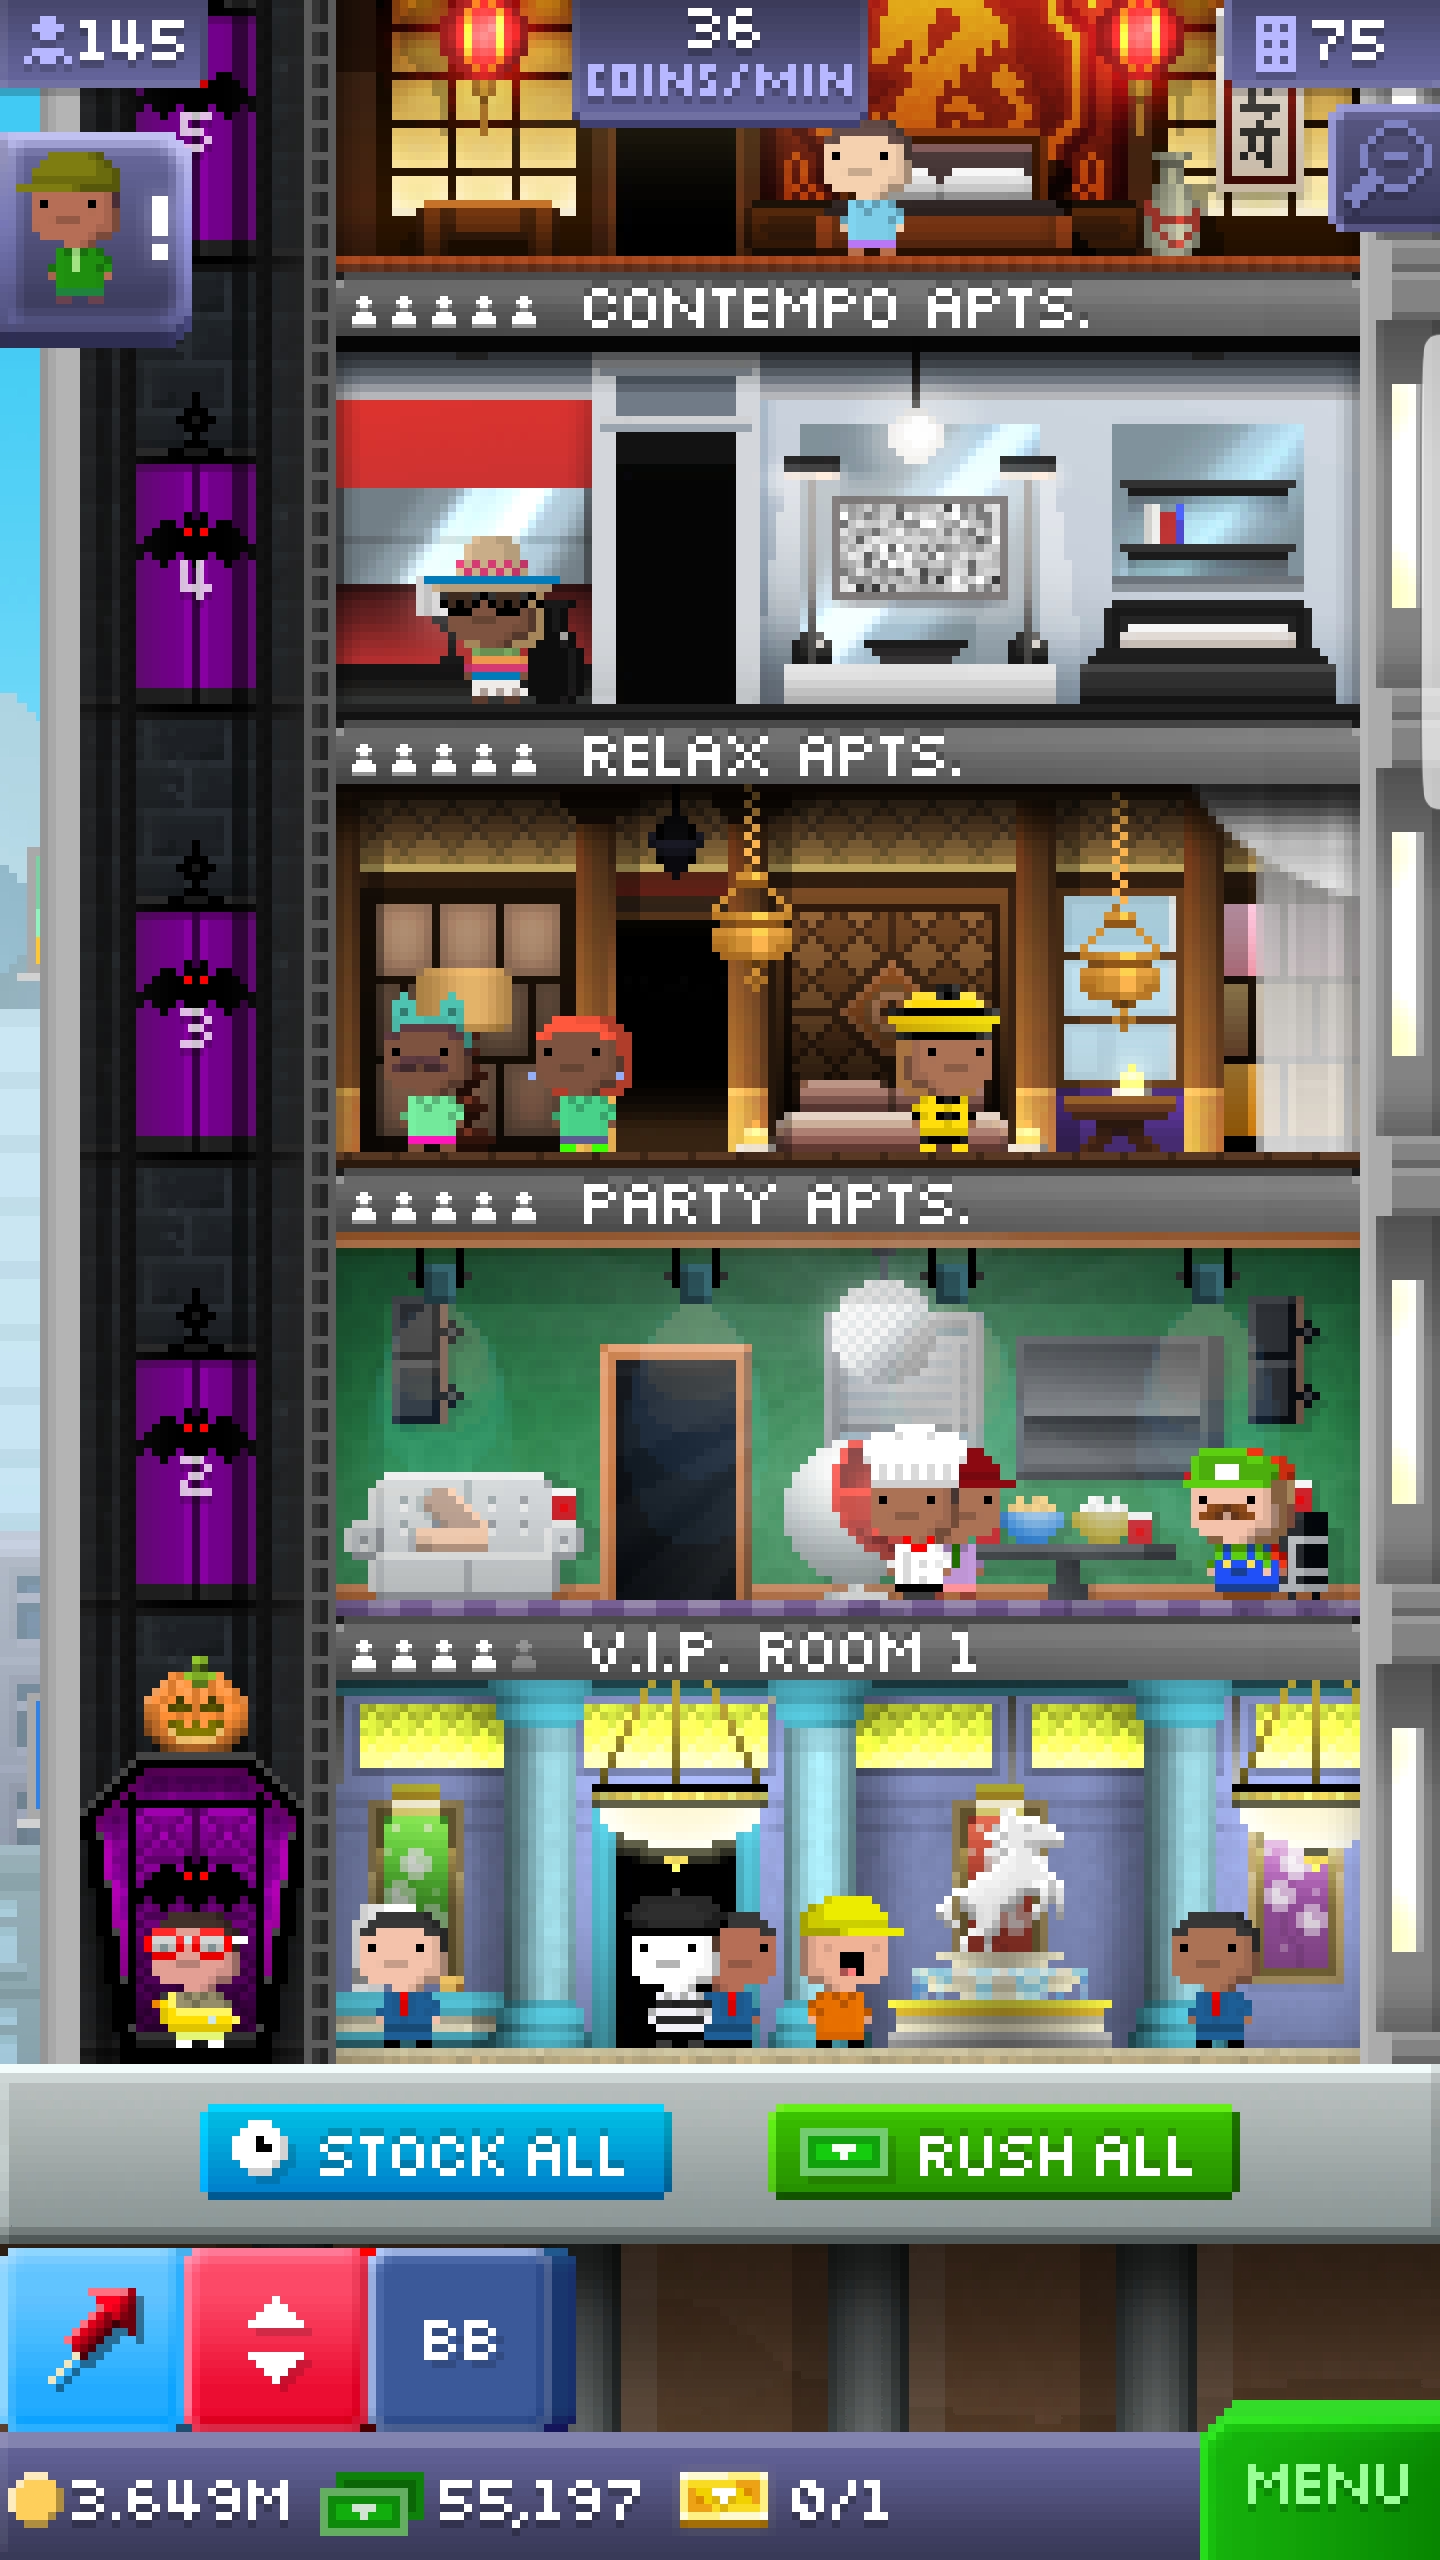 145
36
COINS/MIN
75
5
!
CONTEMPO APTS.
4
RELAX APTS.
3
PARTY APTS.
2
V.I.P. ROOM 1
STOCK ALL
RUSH ALL
BB
3.649M
55,197
0/1
MENU